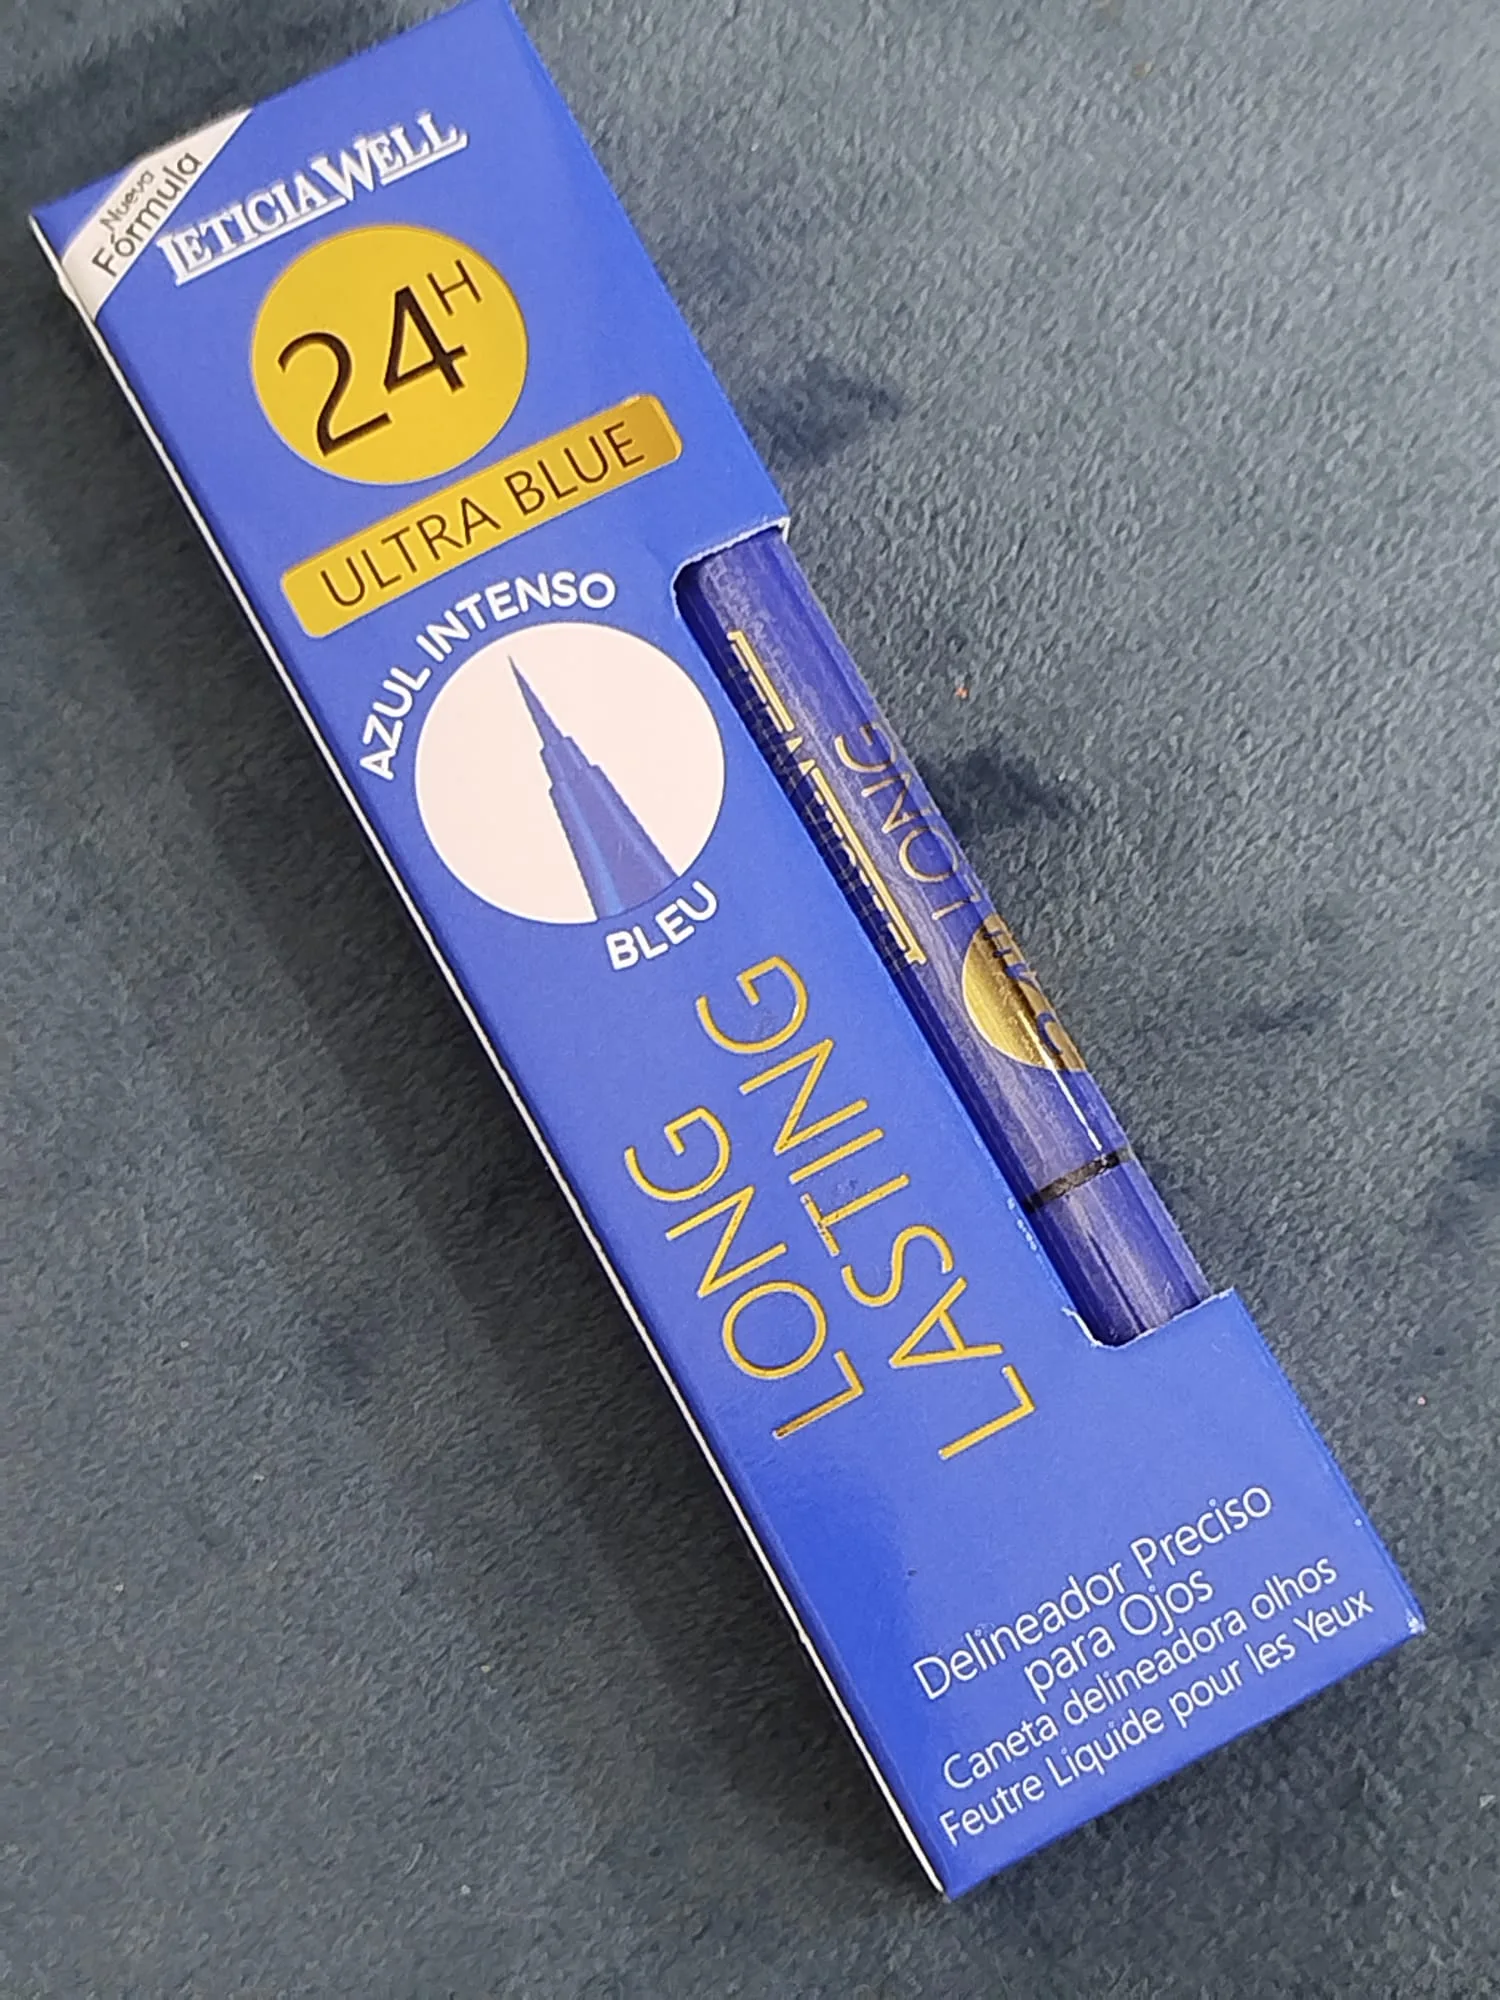 Nueva
Fórmula
LETICIA WELL
24H
ULTRA BLUE
AZUL INTENSO
BLEU
LONG
LASTING
LONG
Delineador Preciso
para Ojos
Caneta delineadora olhos
Feutre Liquide pour les Yeux